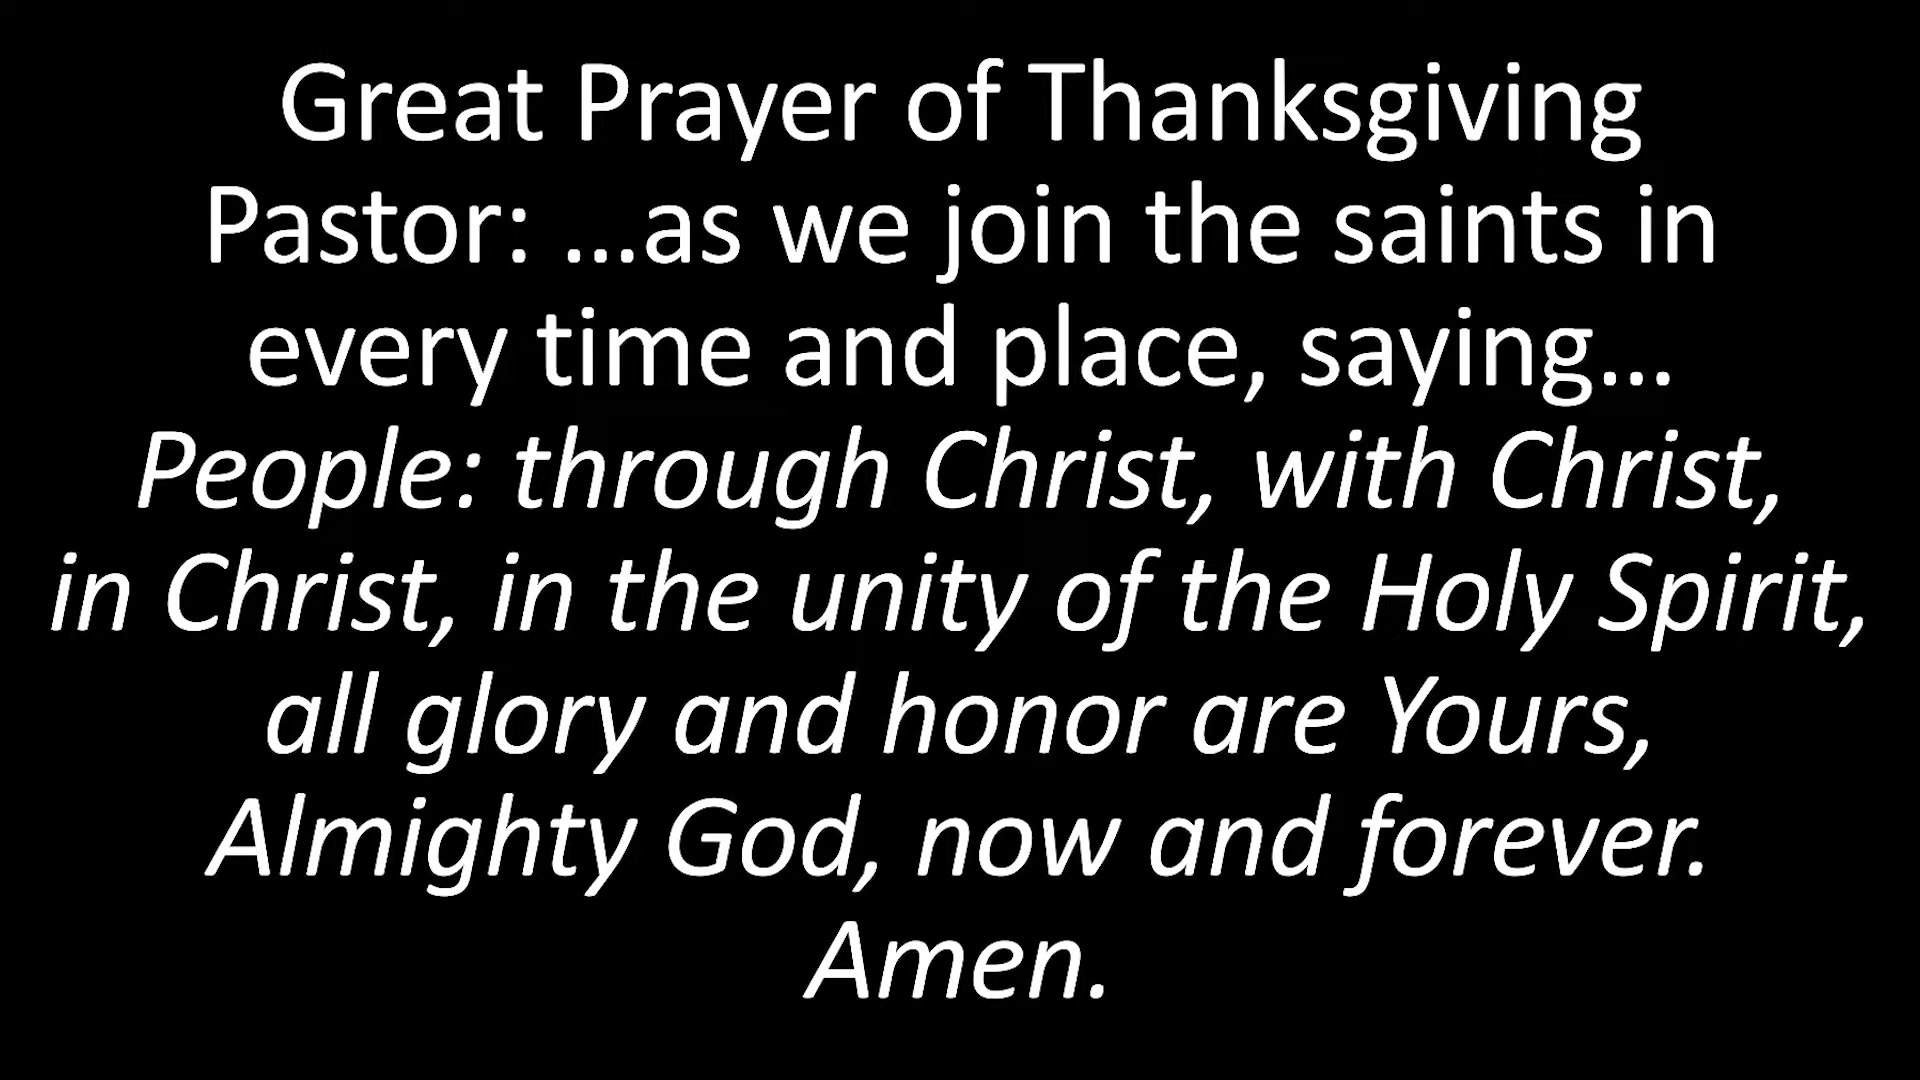 Great Prayer of Thanksgiving
Pastor: ...as we join the saints in
every time and place, saying...
People: through Christ, with Christ,
in Christ, in the unity of the Holy Spirit,
all glory and honor are Yours,
Almighty God, now and forever.
Amen.